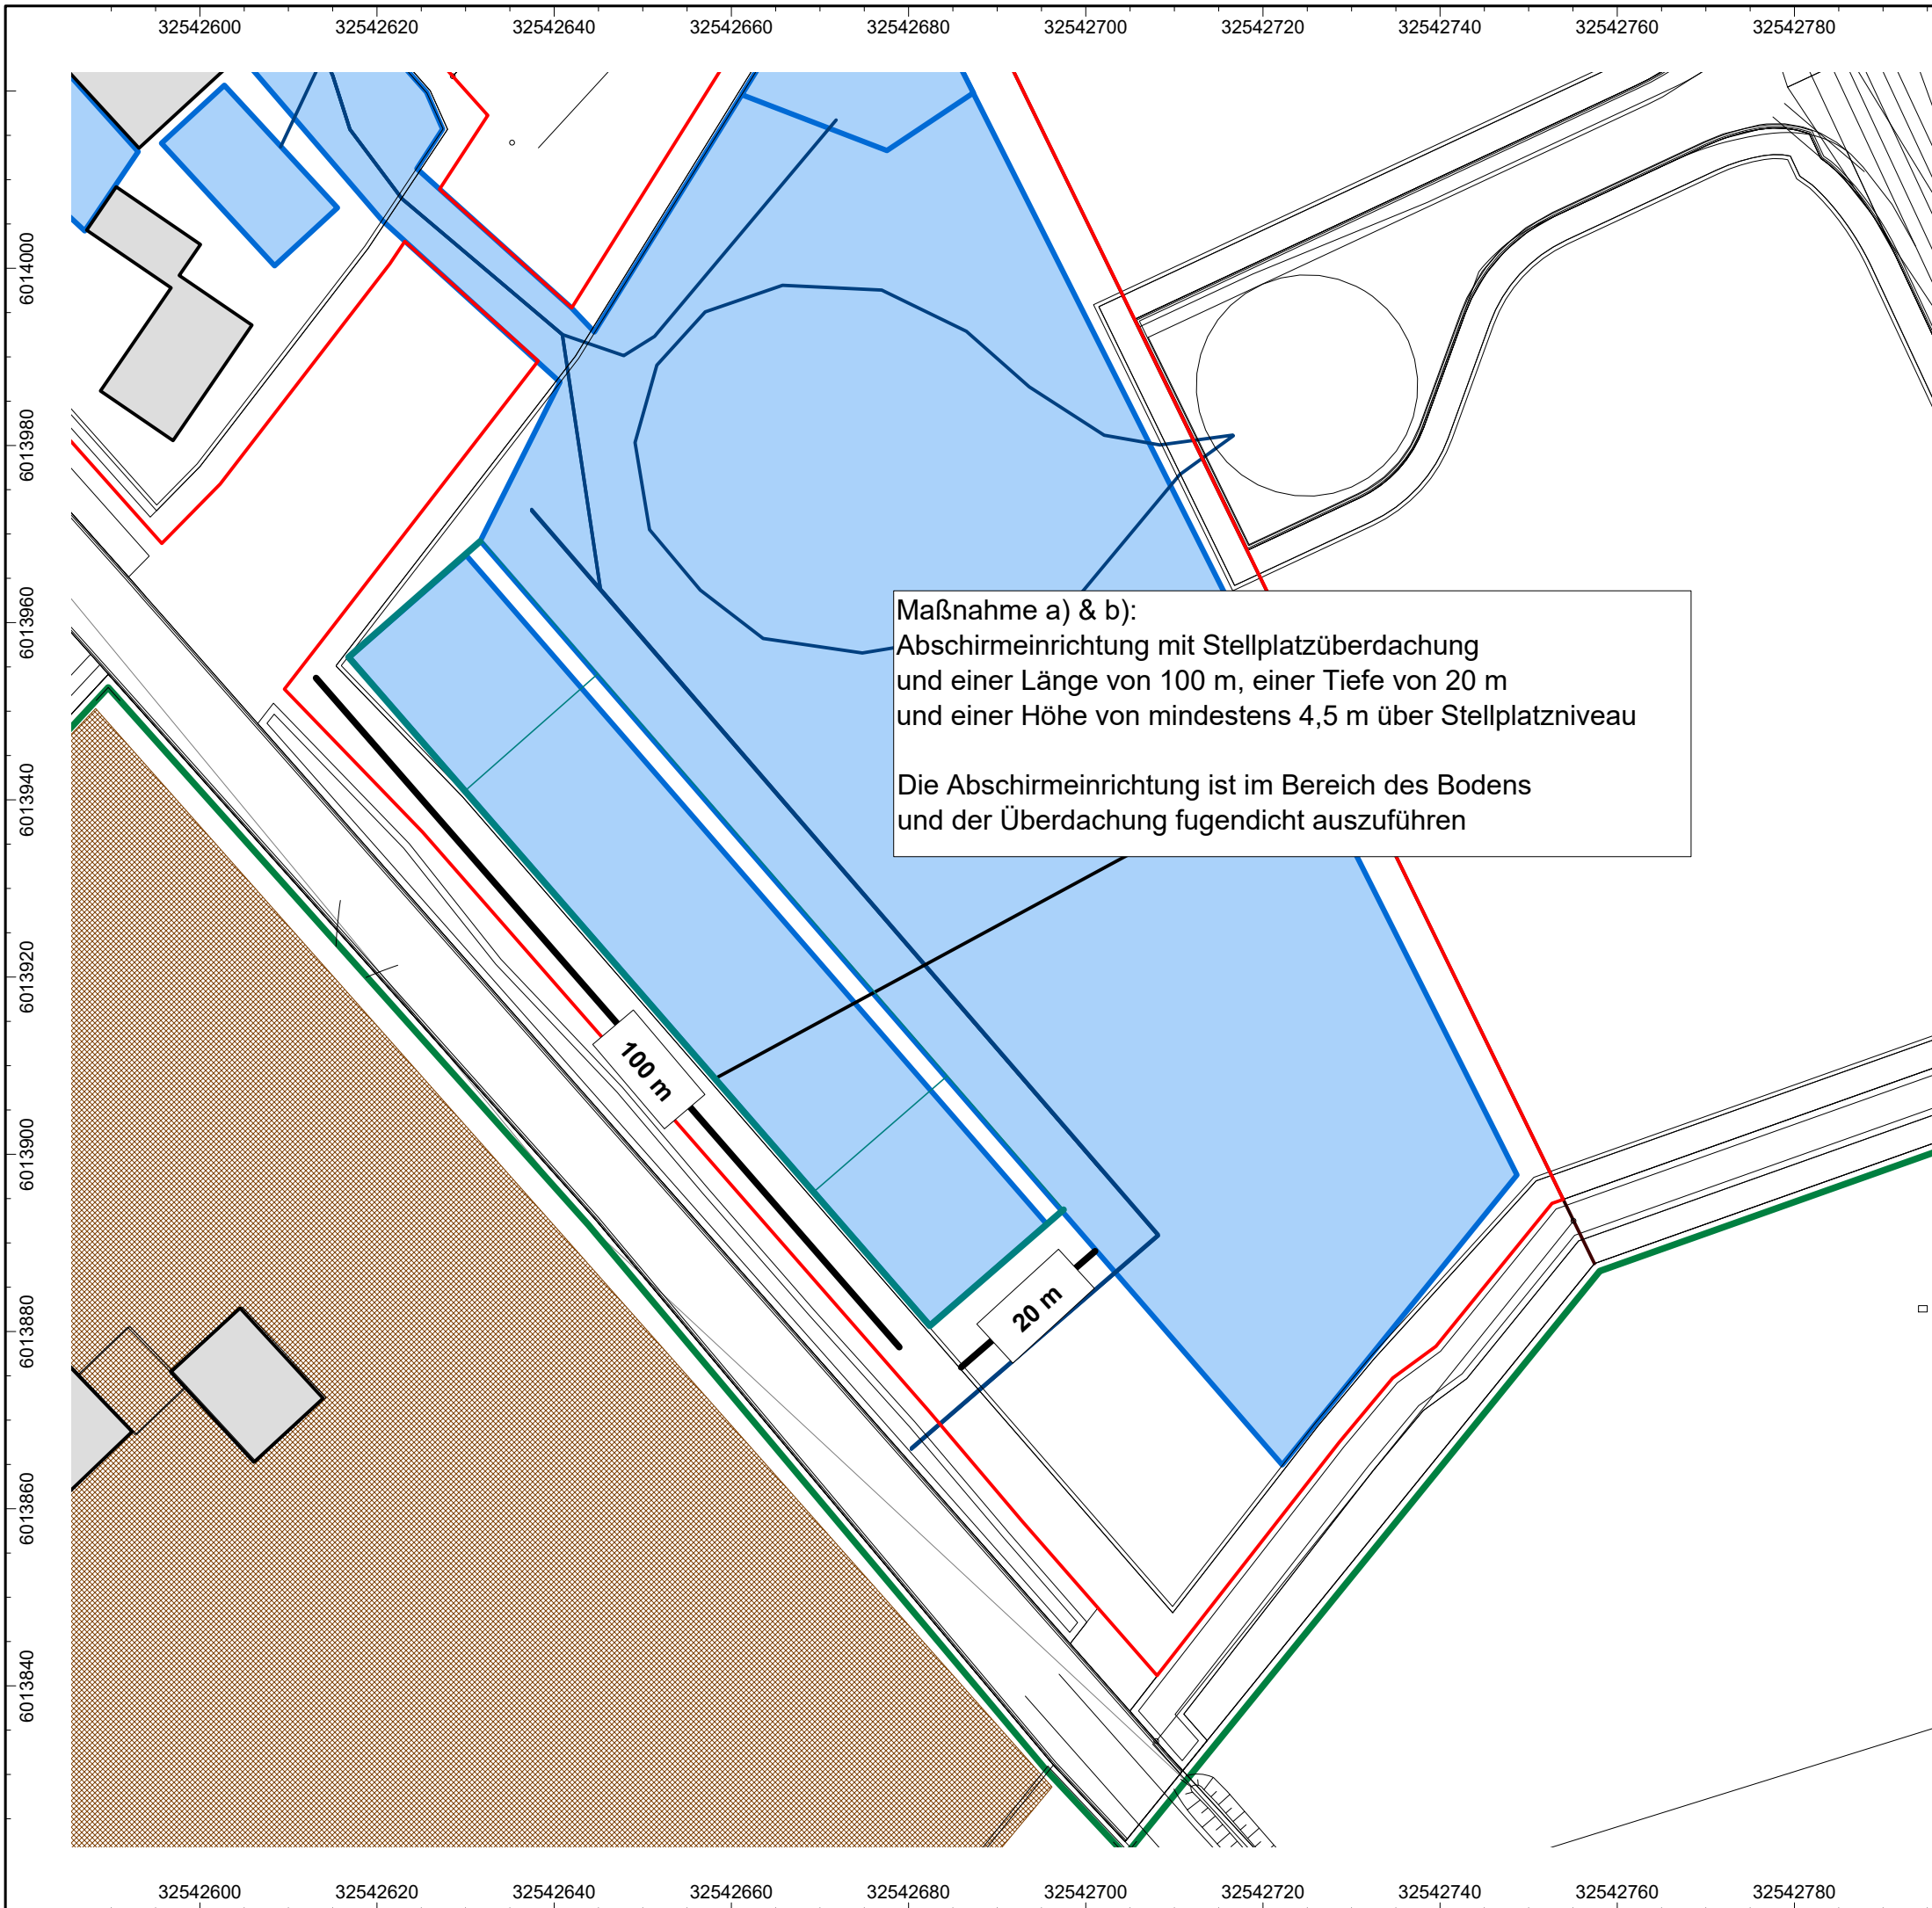 32542600 32542620 32542640 32542660 32542680 32542700 32542720 32542740 32542760 32542780
6014000
6013980
6013960
6013940
6013920
6013900
6013880
6013860
6013840
Maßnahme a) & b):
Abschirmeinrichtung mit Stellplatzüberdachung
und einer Länge von 100 m, einer Tiefe von 20 m
und einer Höhe von mindestens 4,5 m über Stellplatzniveau
Die Abschirmeinrichtung ist im Bereich des Bodens
und der Überdachung fugendicht auszuführen
100 m
20 m
32542600 32542620 32542640 32542660 32542680 32542700 32542720 32542740 32542760 32542780